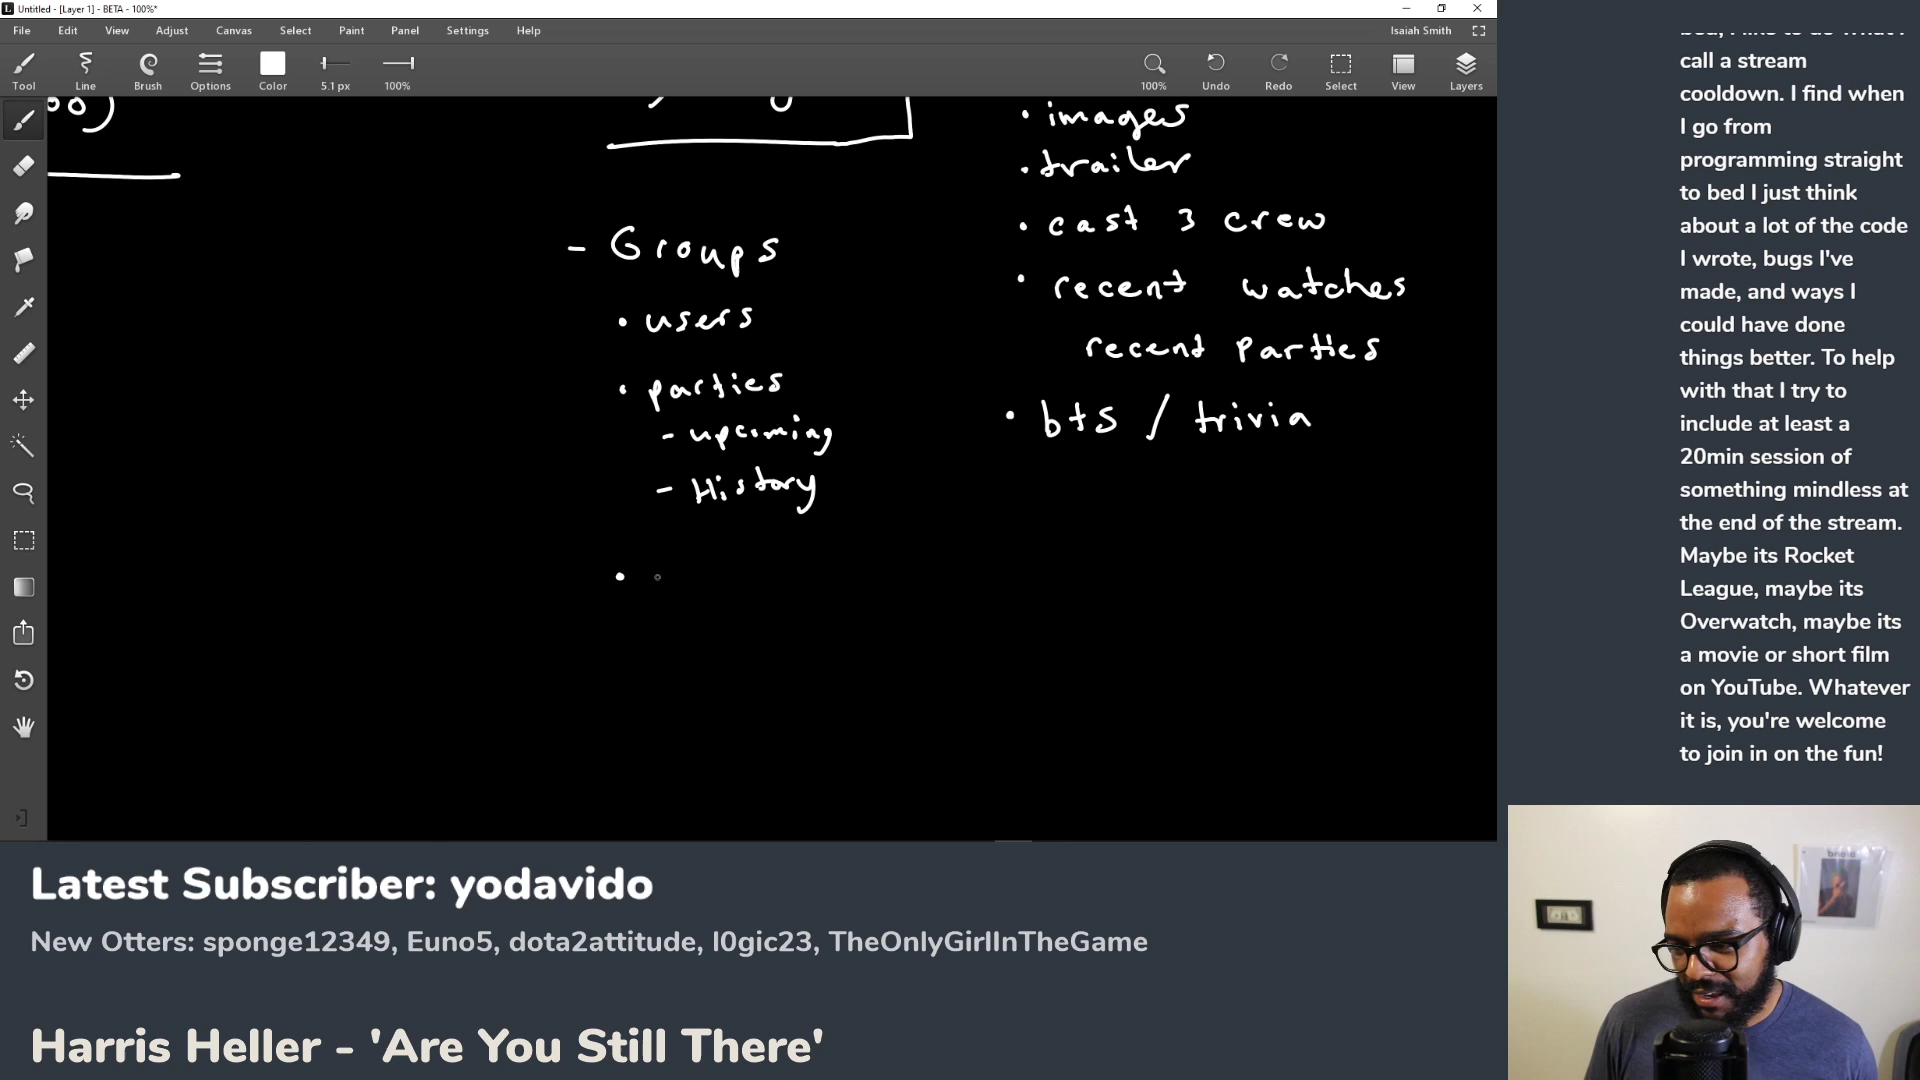 Untitled - [Layer 1] - BETA - 100%*
File Edit View Adjust Canvas Select Paint Panel Settings Help
Isaiah Smith
Tool Line Brush Options Color 5.1 px 100%
100% Undo Redo Select View Layers
• images
• trailer
• cast 3 crew
• recent watches
recent parties
• bts / trivia
- Groups
• users
• parties
- upcoming
- History
•
call a stream
cooldown. I find when
I go from
programming straight
to bed I just think
about a lot of the code
I wrote, bugs I've
made, and ways I
could have done
things better. To help
with that I try to
include at least a
20min session of
something mindless at
the end of the stream.
Maybe its Rocket
League, maybe its
Overwatch, maybe its
a movie or short film
on YouTube. Whatever
it is, you're welcome
to join in on the fun!
Latest Subscriber: yodavido
New Otters: sponge12349, Euno5, dota2attitude, l0gic23, TheOnlyGirlInTheGame
Harris Heller - 'Are You Still There'